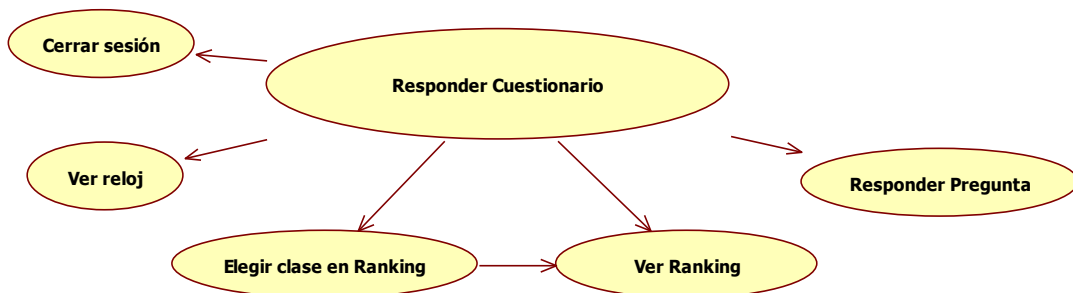 Cerrar sesión
Responder Cuestionario
Ver reloj
Responder Pregunta
Elegir clase en Ranking
Ver Ranking